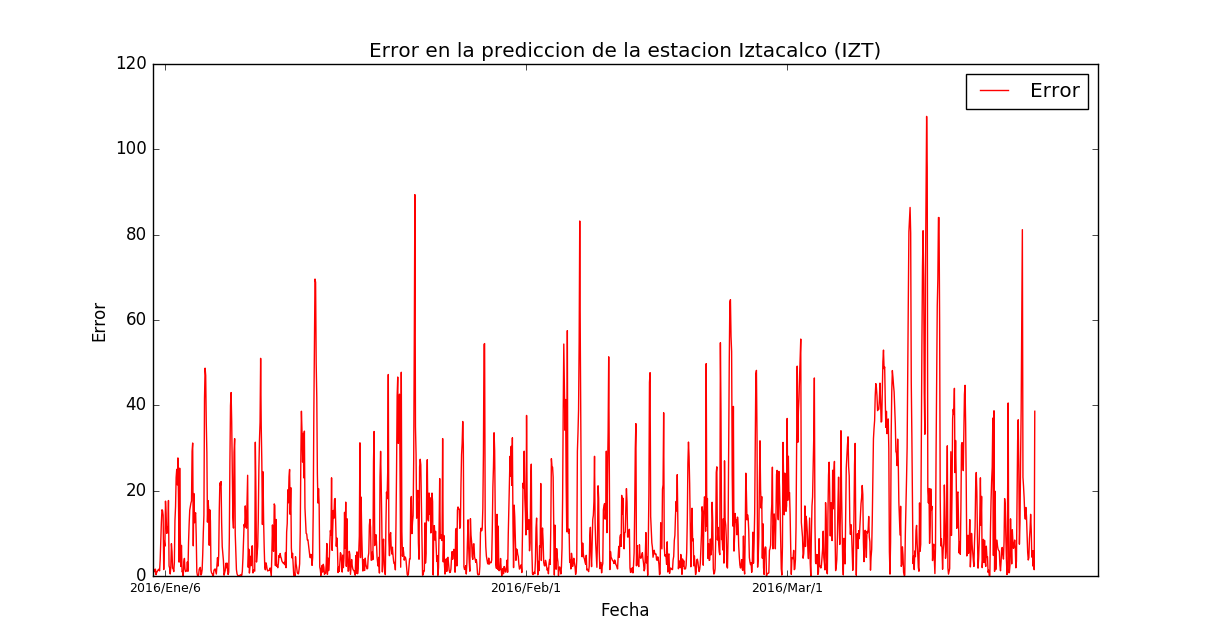 Error en la prediccion de la estacion Iztacalco (IZT)
120
100
80
60
40
20
0
Error
Error
2016/Ene/6
2016/Feb/1
2016/Mar/1
Fecha